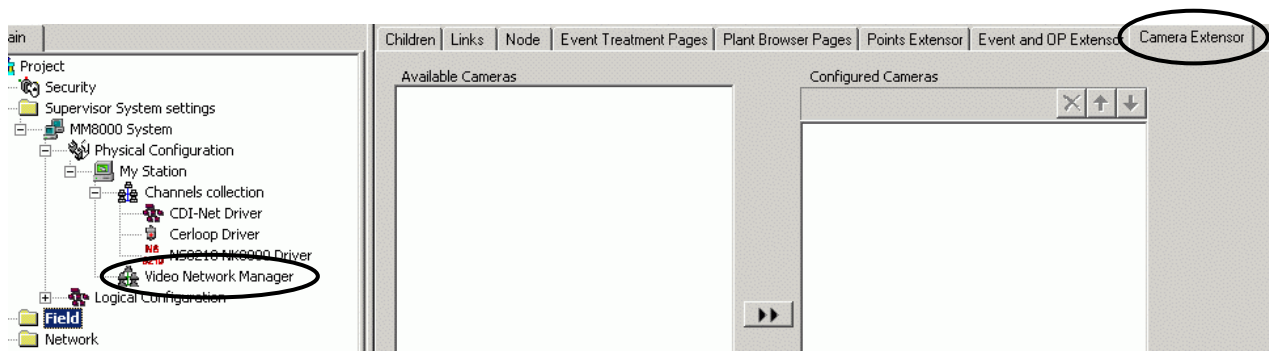 ain
Project
Security
Supervisor System settings
MM8000 System
Physical Configuration
My Station
Channels collection
CDI-Net Driver
Cerloop Driver
NS8210 NK8000 Driver
Video Network Manager
Logical Configuration
Field
Network
Children Links Node Event Treatment Pages Plant Browser Pages Points Extensor Event and OP Extensor Camera Extensor
Available Cameras
Configured Cameras